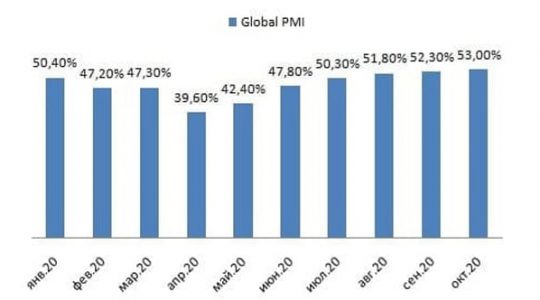 Global PMI
50,40%
47,20%
47,30%
39,60%
42,40%
47,80%
50,30%
51,80%
52,30%
53,00%
янв.20
фев.20
мар.20
апр.20
май.20
июн.20
июл.20
авг.20
сен.20
окт.20